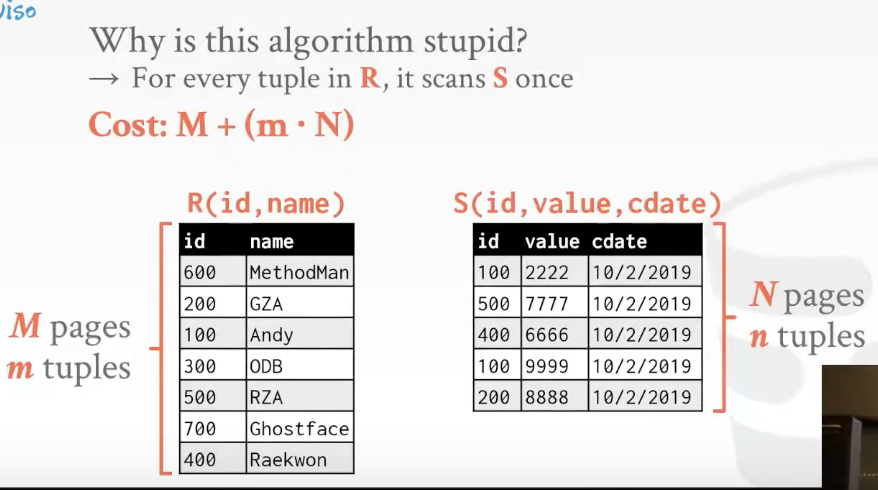 viso
Why is this algorithm stupid?
→ For every tuple in R, it scans S once
Cost: M + (m · N)
R(id,name)
id name
600 MethodMan
200 GZA
100 Andy
300 ODB
500 RZA
700 Ghostface
400 Raekwon
M pages
m tuples
S(id,value,cdate)
id value cdate
100 2222 10/2/2019
500 7777 10/2/2019
400 6666 10/2/2019
100 9999 10/2/2019
200 8888 10/2/2019
N pages
n tuples